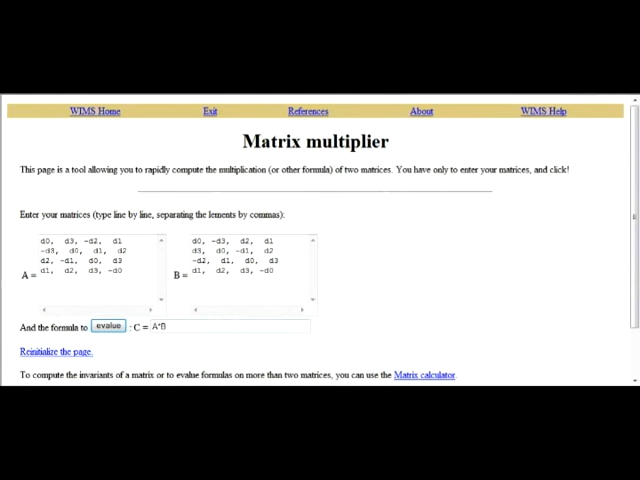 WIMS Home Exit References About WIMS Help
Matrix multiplier
This page is a tool allowing you to rapidly compute the multiplication (or other formula) of two matrices. You have only to enter your matrices, and click!
Enter your matrices (type line by line, separating the lements by commas):
A =
d0, d3, -d2, d1
-d3, d0, d1, d2
d2, -d1, d0, d3
d1, d2, d3, -d0
B =
d0, -d3, d2, d1
d3, d0, -d1, d2
-d2, d1, d0, d3
d1, d2, d3, -d0
And the formula to evalue : C = A*B
Reinitialize the page.
To compute the invariants of a matrix or to evalue formulas on more than two matrices, you can use the Matrix calculator.